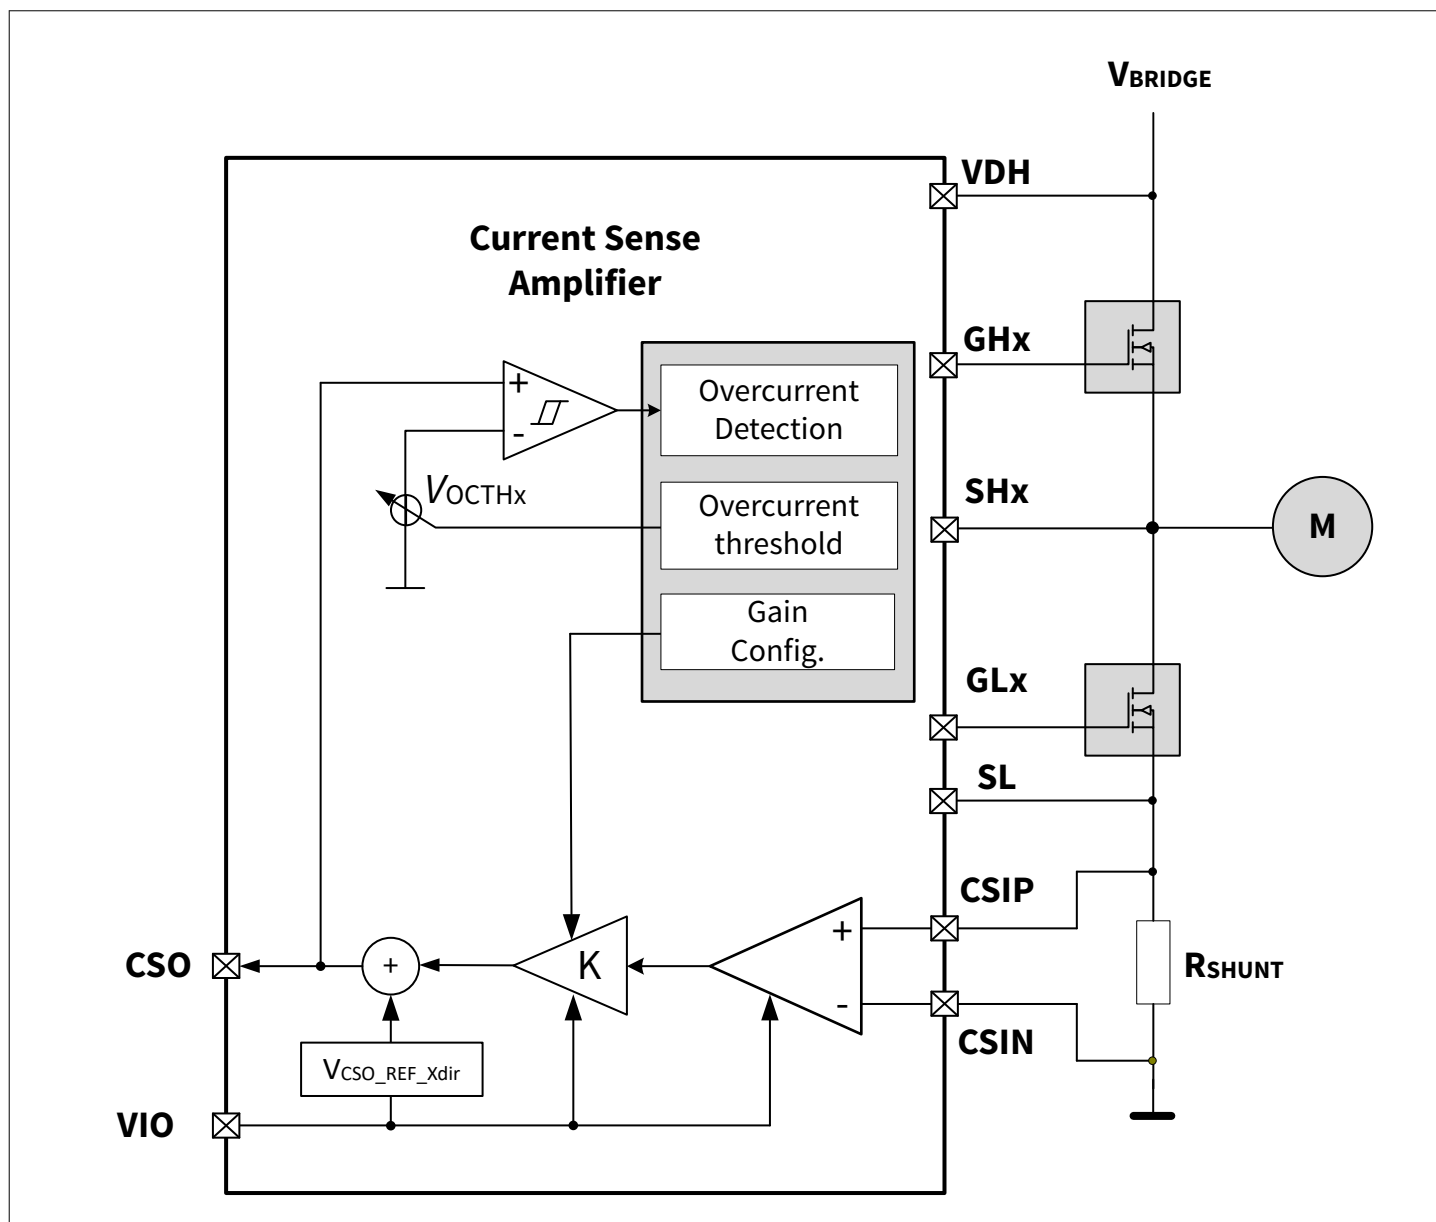 VBRIDGE
VDH
Current Sense
Amplifier
GHx
+
-
Overcurrent
Detection
VOCTHx
Overcurrent
threshold
SHx
M
Gain
Config.
GLx
SL
CSIP
+
-
K
+
CSO
RSHUNT
CSIN
VCSO_REF_Xdir
VIO